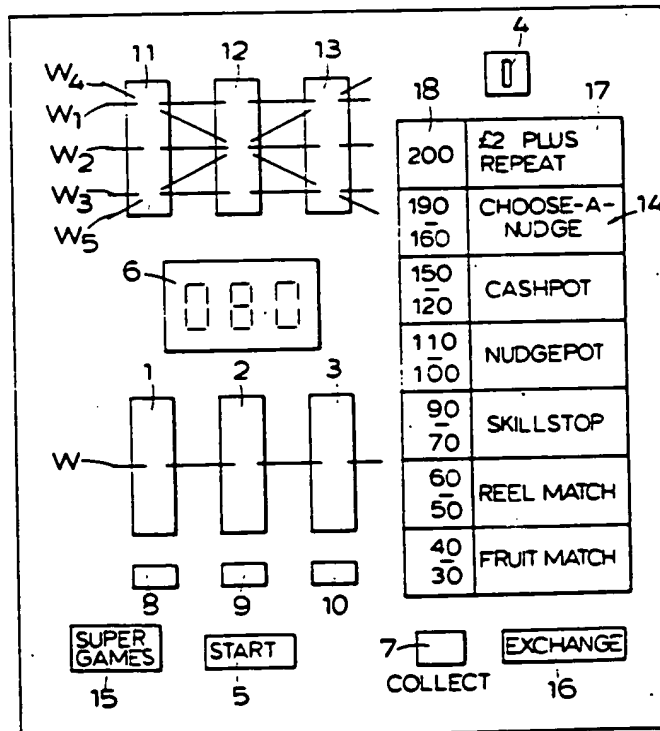 4
11 12 13
W4
W1
W2
W3
W5
18 17
200 £2 PLUS REPEAT
190 - 160 CHOOSE-A-NUDGE
14
150 - 120 CASHPOT
110 - 100 NUDGEPOT
90 - 70 SKILLSTOP
60 - 50 REEL MATCH
40 - 30 FRUIT MATCH
6
080
1 2 3
W
8 9 10
SUPER GAMES
15
START
5
7
COLLECT
EXCHANGE
16